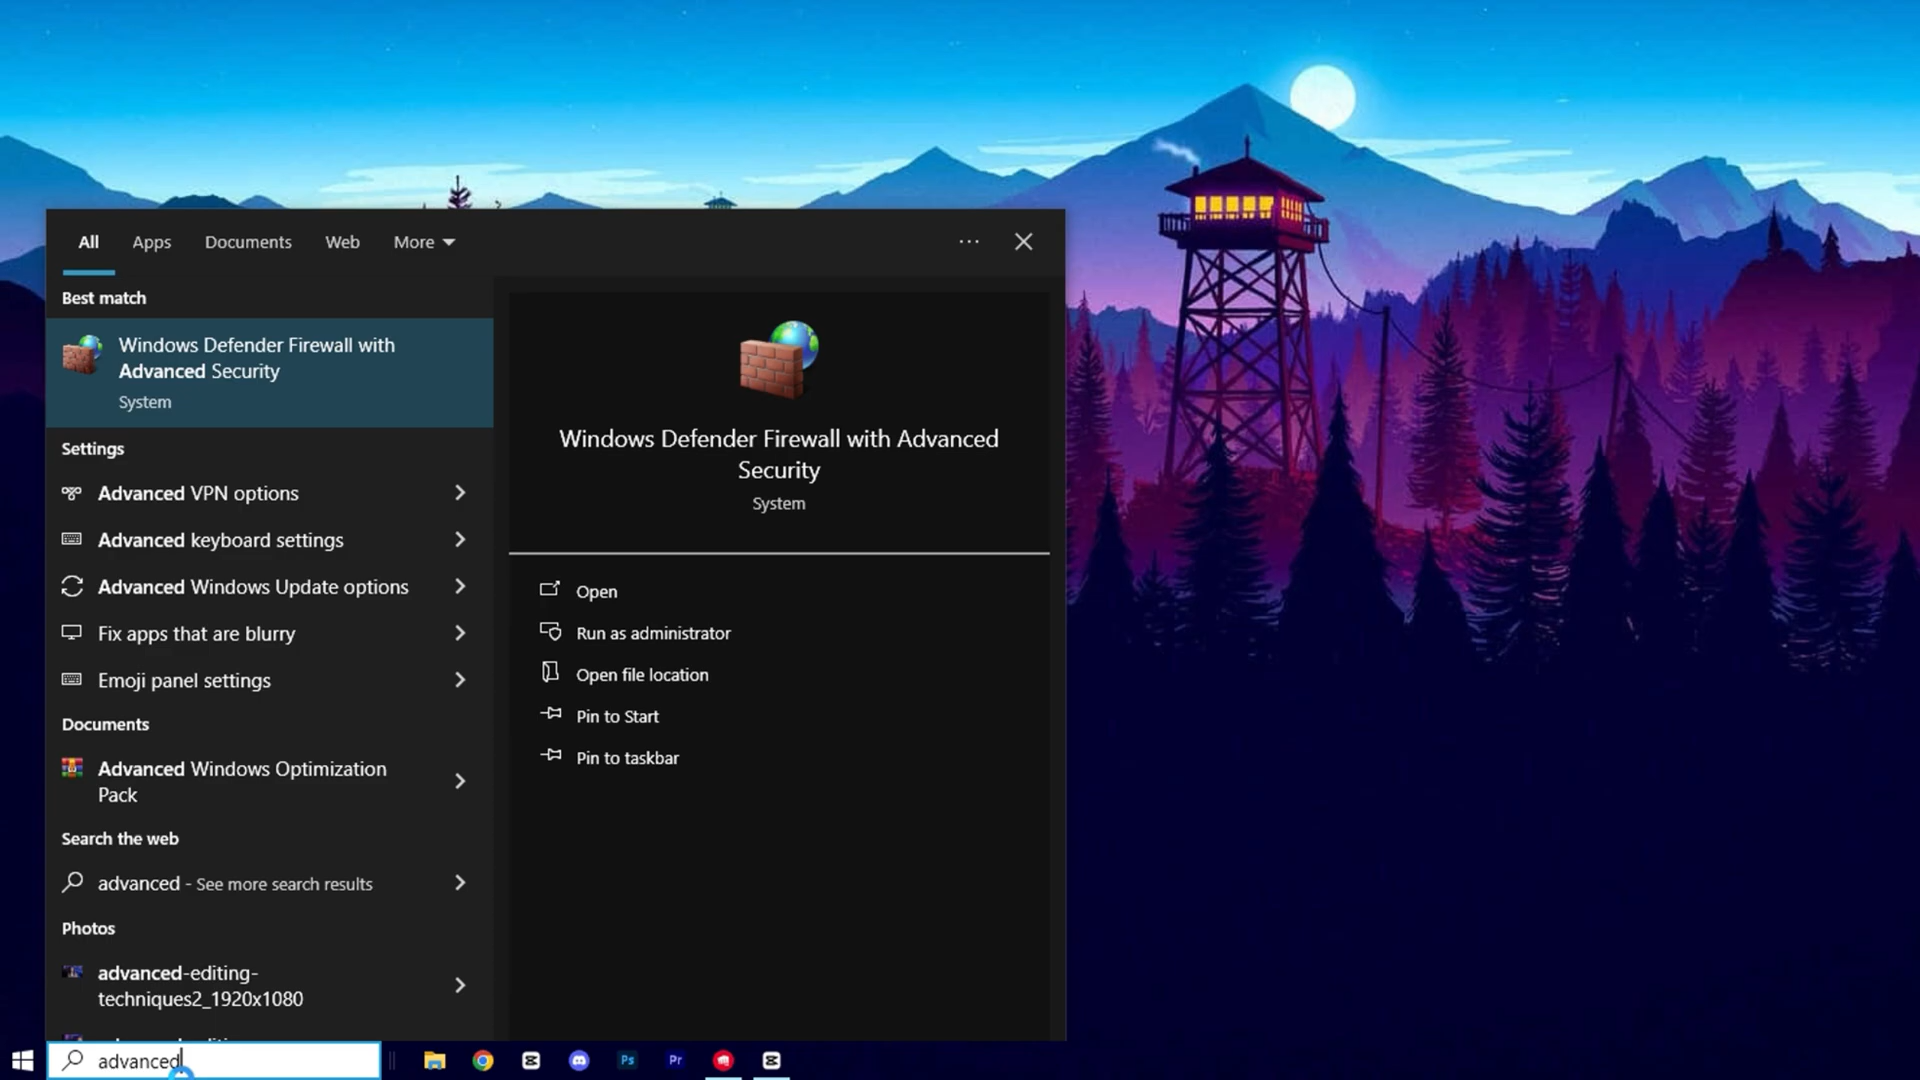 All Apps Documents Web More
Best match
Windows Defender Firewall with
Advanced Security
System
Settings
Advanced VPN options
Advanced keyboard settings
Advanced Windows Update options
Fix apps that are blurry
Emoji panel settings
Documents
Advanced Windows Optimization
Pack
Search the web
advanced - See more search results
Photos
advanced-editing-
techniques2_1920x1080
Windows Defender Firewall with Advanced
Security
System
Open
Run as administrator
Open file location
Pin to Start
Pin to taskbar
advanced
Ps Pr